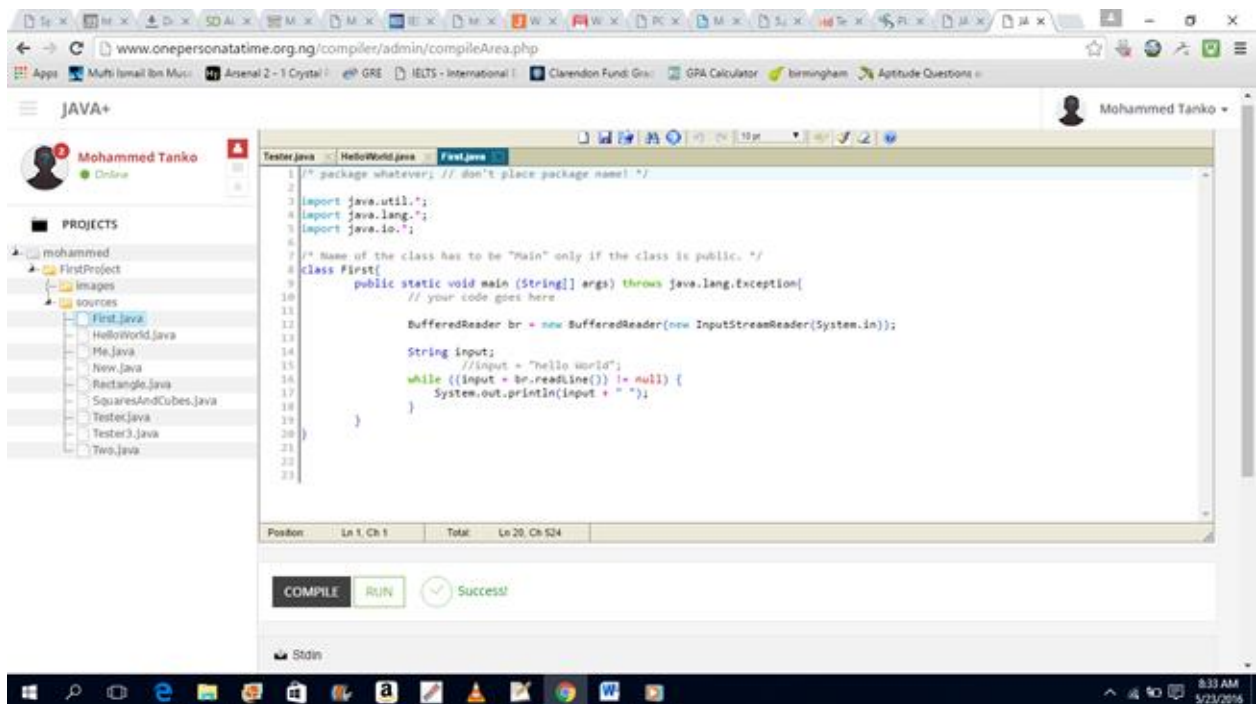 www.onepersonatatime.org.ng/compiler/admin/compileArea.php
Apps Mufti Ismail Ibn Musa Arsenal 2 - 1 Crystal GRE IELTS - International Clarendon Fund: Gra GPA Calculator birmingham Aptitude Questions
JAVA+
Mohammed Tanko
2
Mohammed Tanko
Online
PROJECTS
mohammed
FirstProject
images
sources
First.java
HelloWorld.java
Me.java
New.java
Rectangle.java
SquaresAndCubes.java
Tester.java
Tester3.java
Two.java
10 pt
Tester.java HelloWorld.java First.java
1 /* package whatever; // don't place package name! */
2
3 import java.util.*;
4 import java.lang.*;
5 import java.io.*;
6
7 /* Name of the class has to be "Main" only if the class is public. */
8 class First{
9 public static void main (String[] args) throws java.lang.Exception{
10 // your code goes here
11
12 BufferedReader br = new BufferedReader(new InputStreamReader(System.in));
13
14 String input;
15 //input = "hello World";
16 while ((input = br.readLine()) != null) {
17 System.out.println(input + " ");
18 }
19 }
20 }
21
22
23
Position: Ln 1, Ch 1 Total: Ln 20, Ch 524
COMPILE RUN Success!
Stdin
8:33 AM
5/23/2016